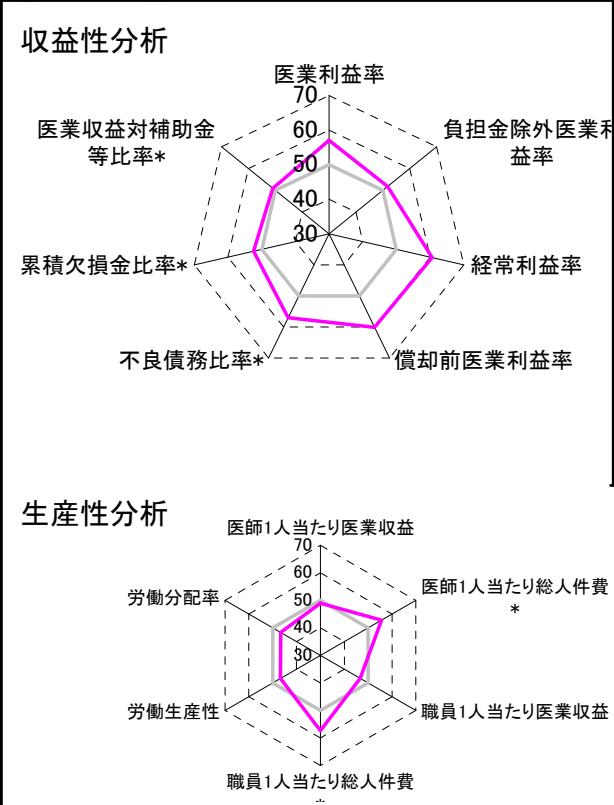 収益性分析
医業利益率
70
60
50
40
30
負担金除外医業利
益率
経常利益率
償却前医業利益率
不良債務比率*
累積欠損金比率*
医業収益対補助金
等比率*
生産性分析
医師1人当たり医業収益
70
60
50
40
30
医師1人当たり総人件費
*
職員1人当たり医業収益
職員1人当たり総人件費
*
労働生産性
労働分配率